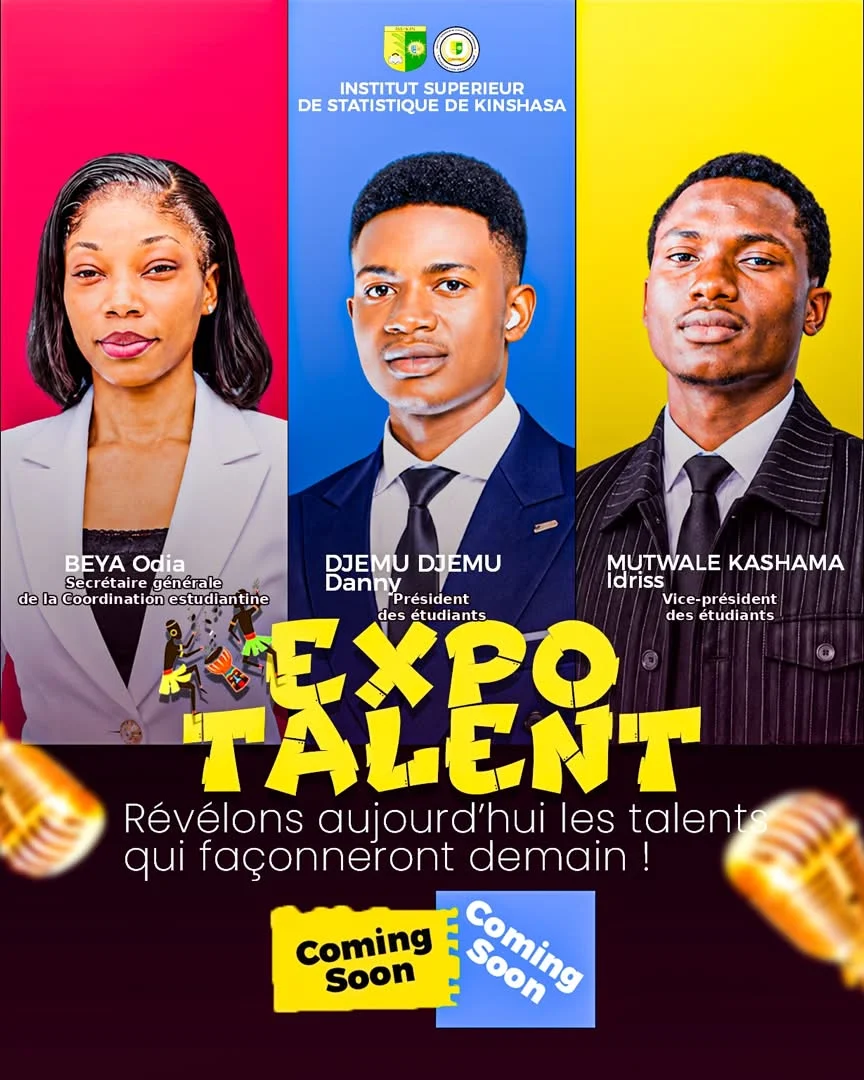 INSTITUT SUPERIEUR
DE STATISTIQUE DE KINSHASA
BEYA Odia
Secrétaire générale
de la Coordination estudiantine
DJEMU DJEMU
Danny
Président
des étudiants
MUTWALE KASHAMA
Idriss
Vice-président
des étudiants
EXPO
TALENT
Révélons aujourd'hui les talents
qui façonneront demain !
Coming
Soon
Coming
Soon